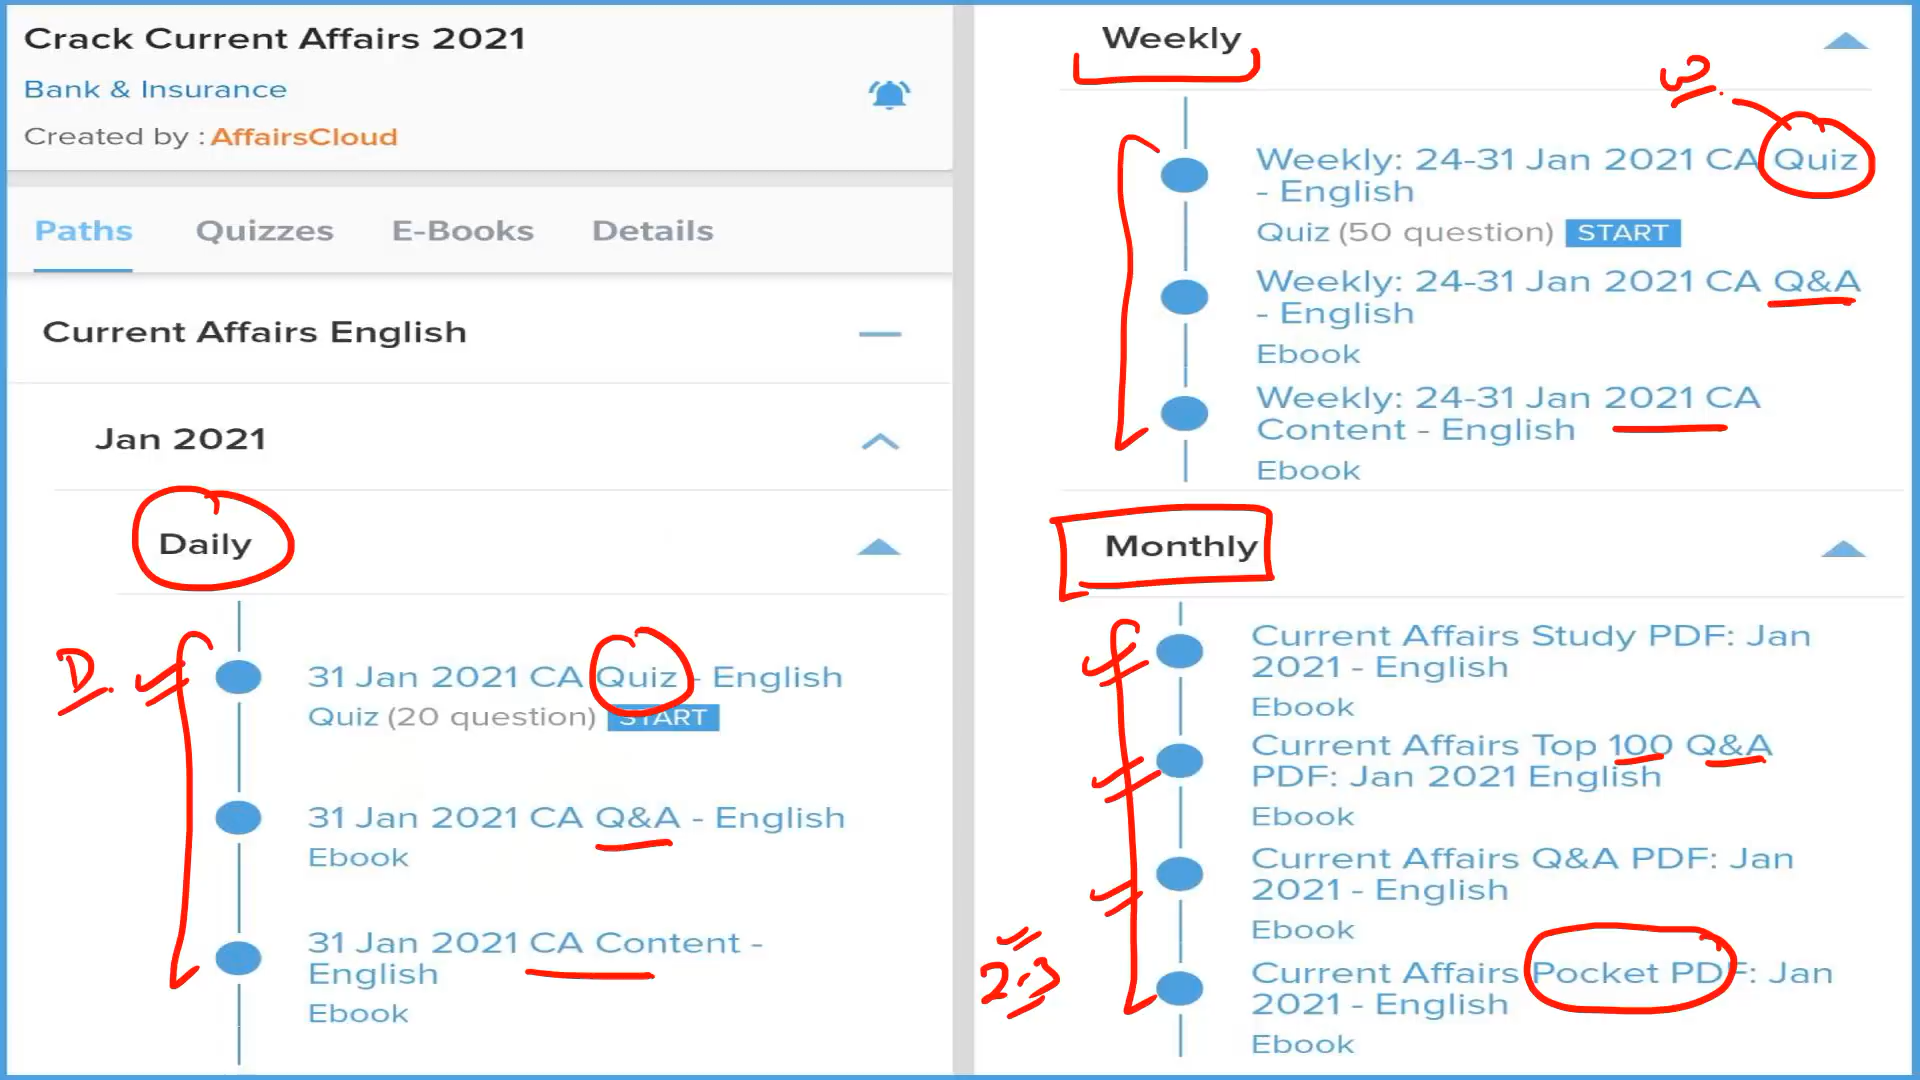 Crack Current Affairs 2021
Bank & Insurance
Created by : AffairsCloud
Paths Quizzes E-Books Details
Current Affairs English
Jan 2021
Daily
D.
31 Jan 2021 CA Quiz - English
Quiz (20 question) START
31 Jan 2021 CA Q&A - English
Ebook
31 Jan 2021 CA Content -
English
Ebook
Weekly
Weekly: 24-31 Jan 2021 CA Quiz
- English
Quiz (50 question) START
Weekly: 24-31 Jan 2021 CA Q&A
- English
Ebook
Weekly: 24-31 Jan 2021 CA
Content - English
Ebook
Monthly
Current Affairs Study PDF: Jan
2021 - English
Ebook
Current Affairs Top 100 Q&A
PDF: Jan 2021 English
Ebook
Current Affairs Q&A PDF: Jan
2021 - English
Ebook
2-3
Current Affairs Pocket PDF: Jan
2021 - English
Ebook